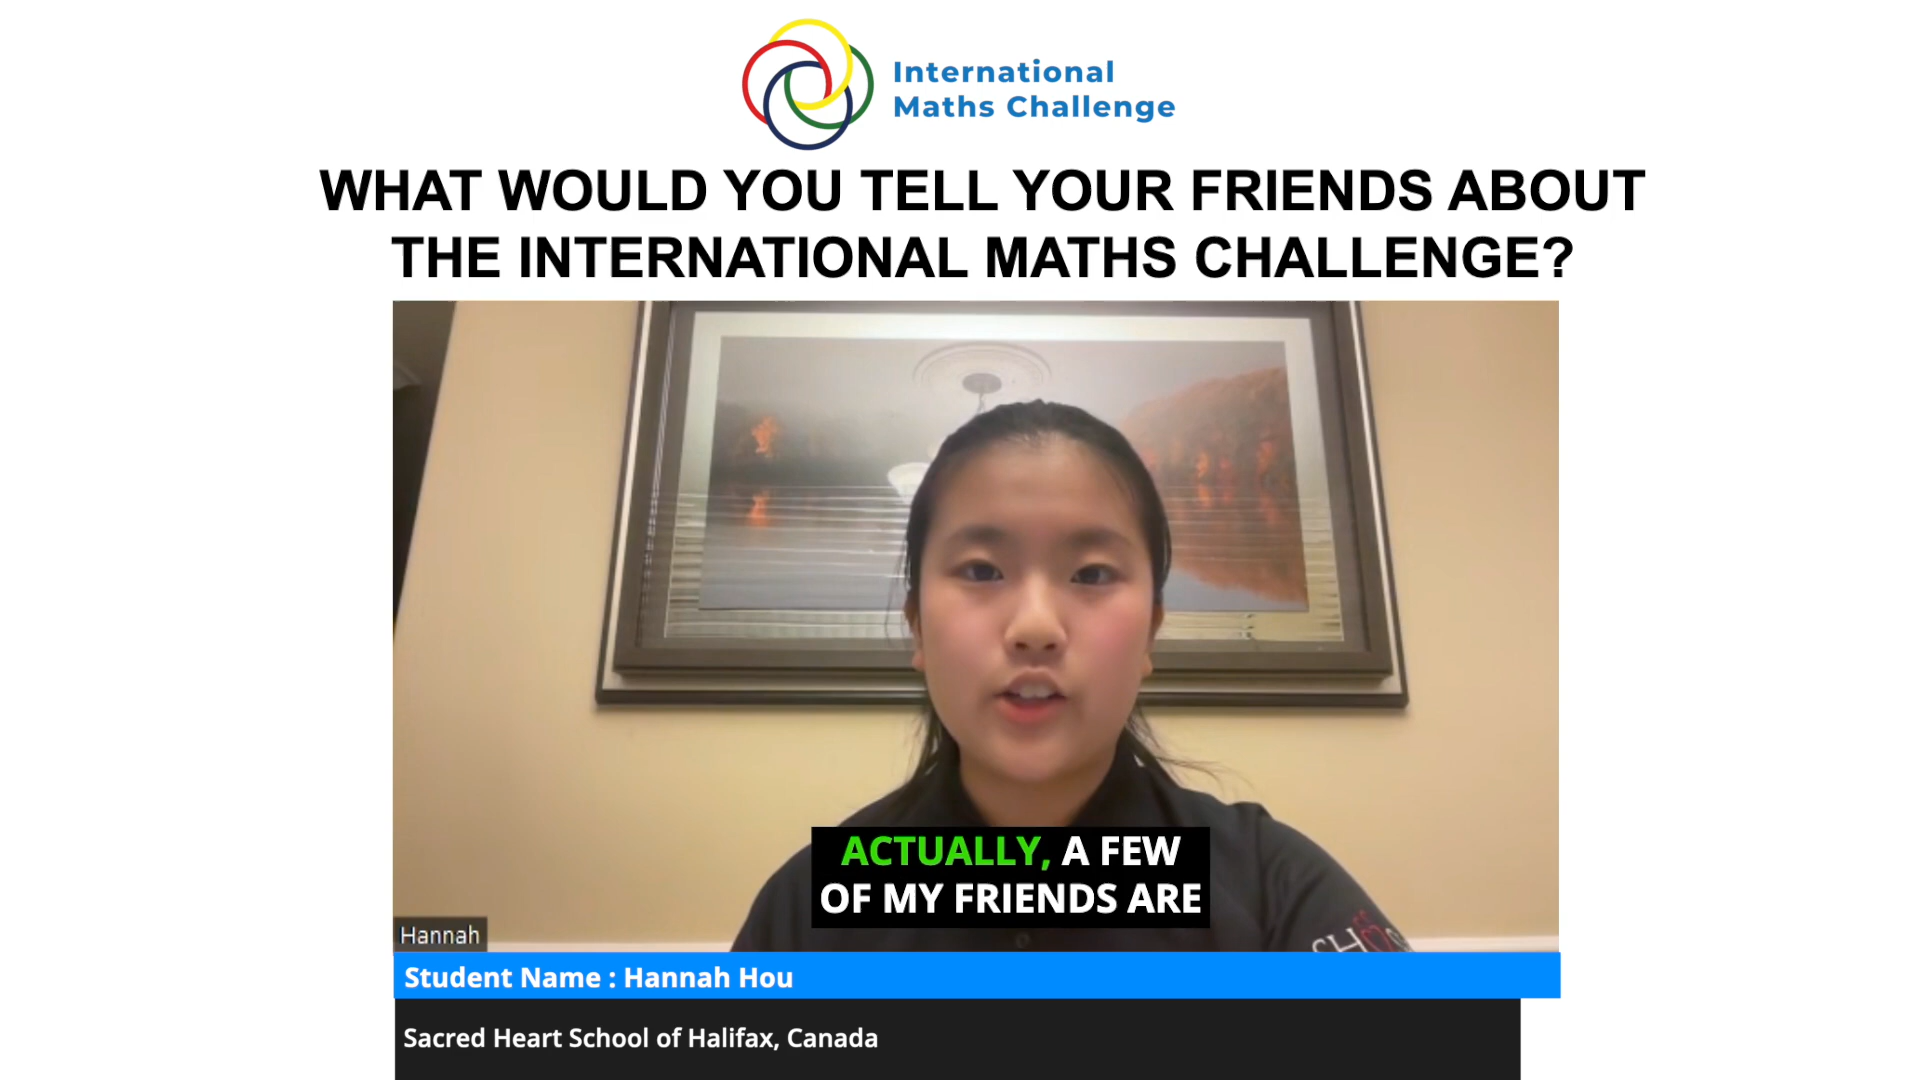 International
Maths Challenge
WHAT WOULD YOU TELL YOUR FRIENDS ABOUT
THE INTERNATIONAL MATHS CHALLENGE?
ACTUALLY, A FEW
OF MY FRIENDS ARE
Hannah
Student Name : Hannah Hou
Sacred Heart School of Halifax, Canada